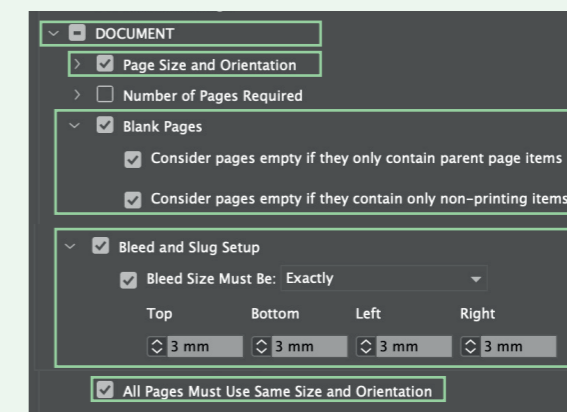 DOCUMENT
Page Size and Orientation
Number of Pages Required
Blank Pages
Consider pages empty if they only contain parent page items
Consider pages empty if they contain only non-printing items
Bleed and Slug Setup
Bleed Size Must Be: Exactly
Top Bottom Left Right
3 mm 3 mm 3 mm 3 mm
All Pages Must Use Same Size and Orientation